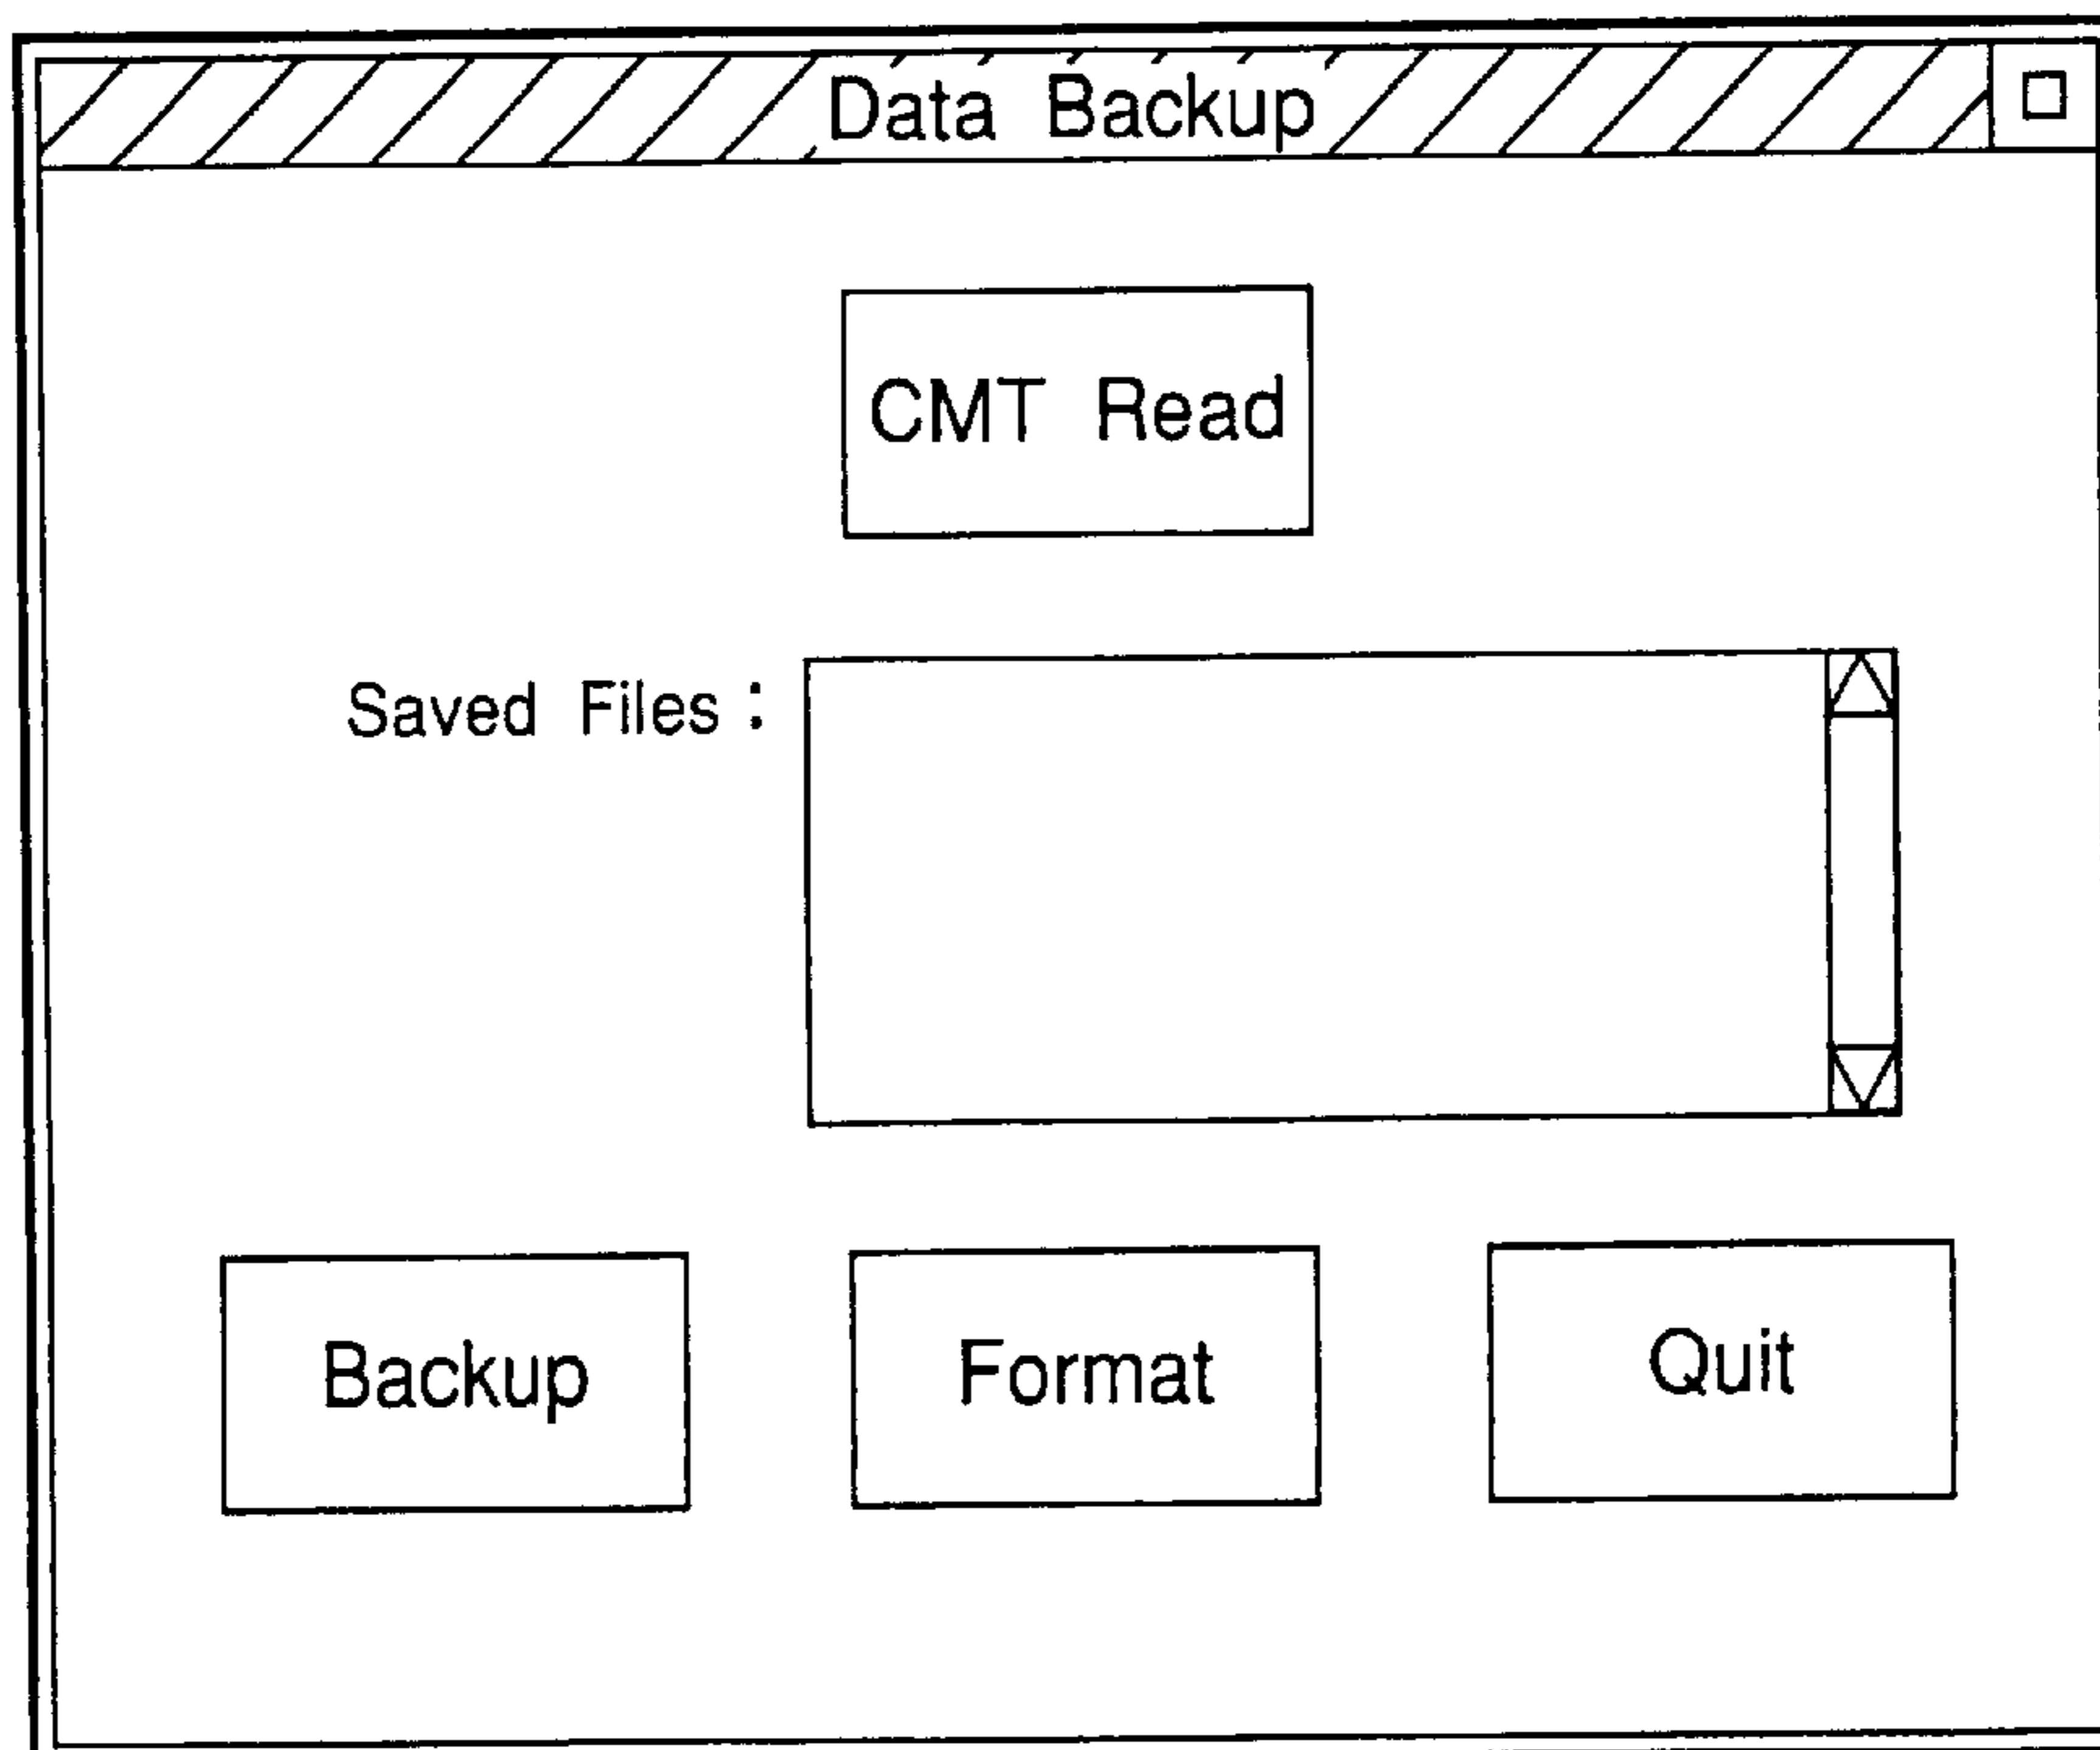 Data Backup
CMT Read
Saved Files :
Backup
Format
Quit